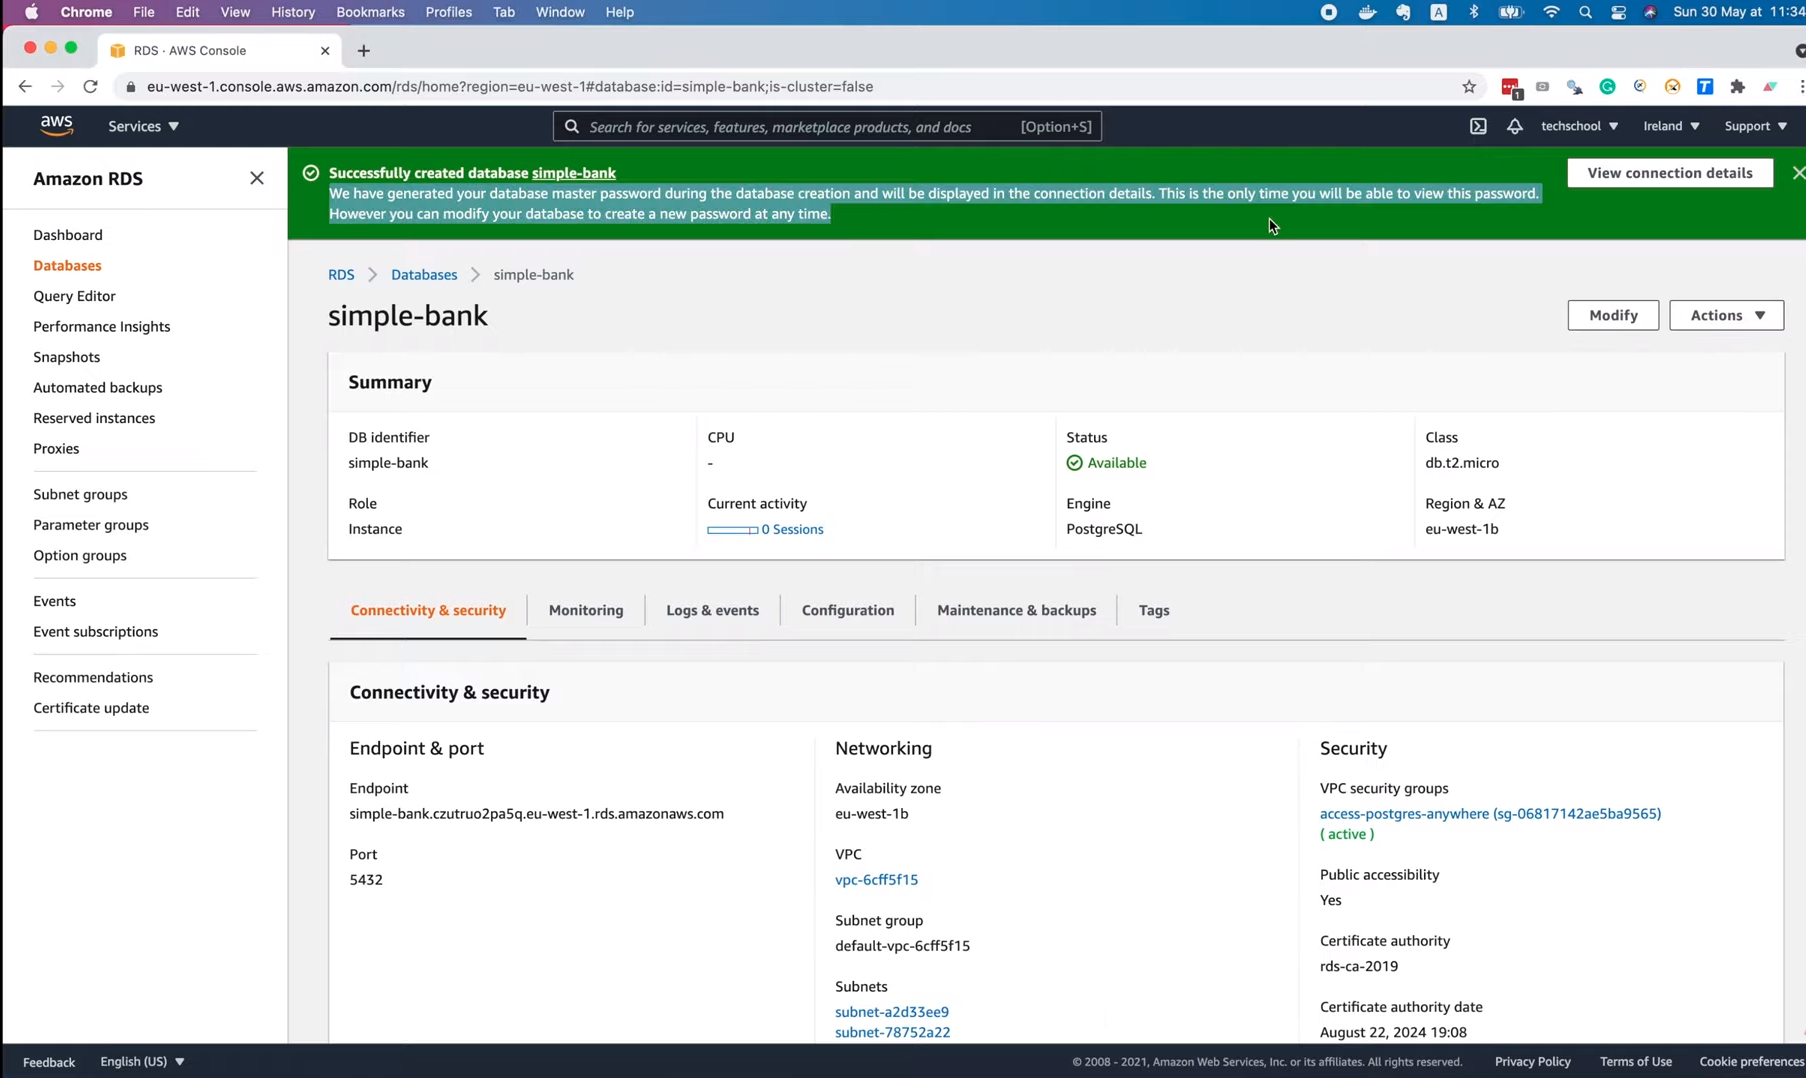 Chrome File Edit View History Bookmarks Profiles Tab Window Help
A
Sun 30 May at 11:34
RDS · AWS Console
eu-west-1.console.aws.amazon.com/rds/home?region=eu-west-1#database:id=simple-bank;is-cluster=false
1
T
aws
Services
Search for services, features, marketplace products, and docs [Option+S]
techschool
Ireland
Support
Amazon RDS
Dashboard
Databases
Query Editor
Performance Insights
Snapshots
Automated backups
Reserved instances
Proxies
Subnet groups
Parameter groups
Option groups
Events
Event subscriptions
Recommendations
Certificate update
Successfully created database simple-bank
We have generated your database master password during the database creation and will be displayed in the connection details. This is the only time you will be able to view this password.
However you can modify your database to create a new password at any time.
View connection details
RDS
Databases
simple-bank
simple-bank
Modify
Actions
Summary
DB identifier
simple-bank
CPU
-
Status
Available
Class
db.t2.micro
Role
Instance
Current activity
0 Sessions
Engine
PostgreSQL
Region & AZ
eu-west-1b
Connectivity & security
Monitoring
Logs & events
Configuration
Maintenance & backups
Tags
Connectivity & security
Endpoint & port
Endpoint
simple-bank.czutruo2pa5q.eu-west-1.rds.amazonaws.com
Port
5432
Networking
Availability zone
eu-west-1b
VPC
vpc-6cff5f15
Subnet group
default-vpc-6cff5f15
Subnets
subnet-a2d33ee9
subnet-78752a22
Security
VPC security groups
access-postgres-anywhere (sg-06817142ae5ba9565)
( active )
Public accessibility
Yes
Certificate authority
rds-ca-2019
Certificate authority date
August 22, 2024 19:08
Feedback
English (US)
© 2008 - 2021, Amazon Web Services, Inc. or its affiliates. All rights reserved.
Privacy Policy
Terms of Use
Cookie preferences